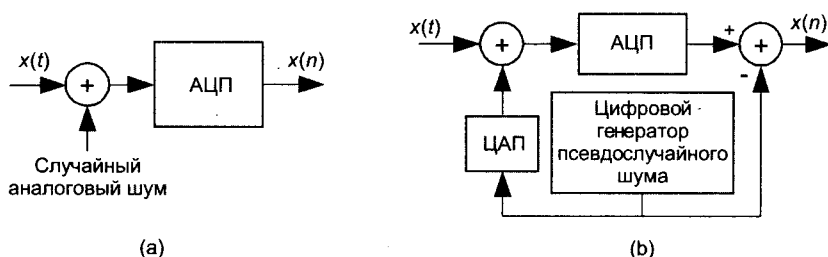 x(t)
+
АЦП
x(n)
Случайный
аналоговый шум
(a)
x(t)
+
АЦП
+
-
+
x(n)
ЦАП
Цифровой
генератор
псевдослучайного
шума
(b)